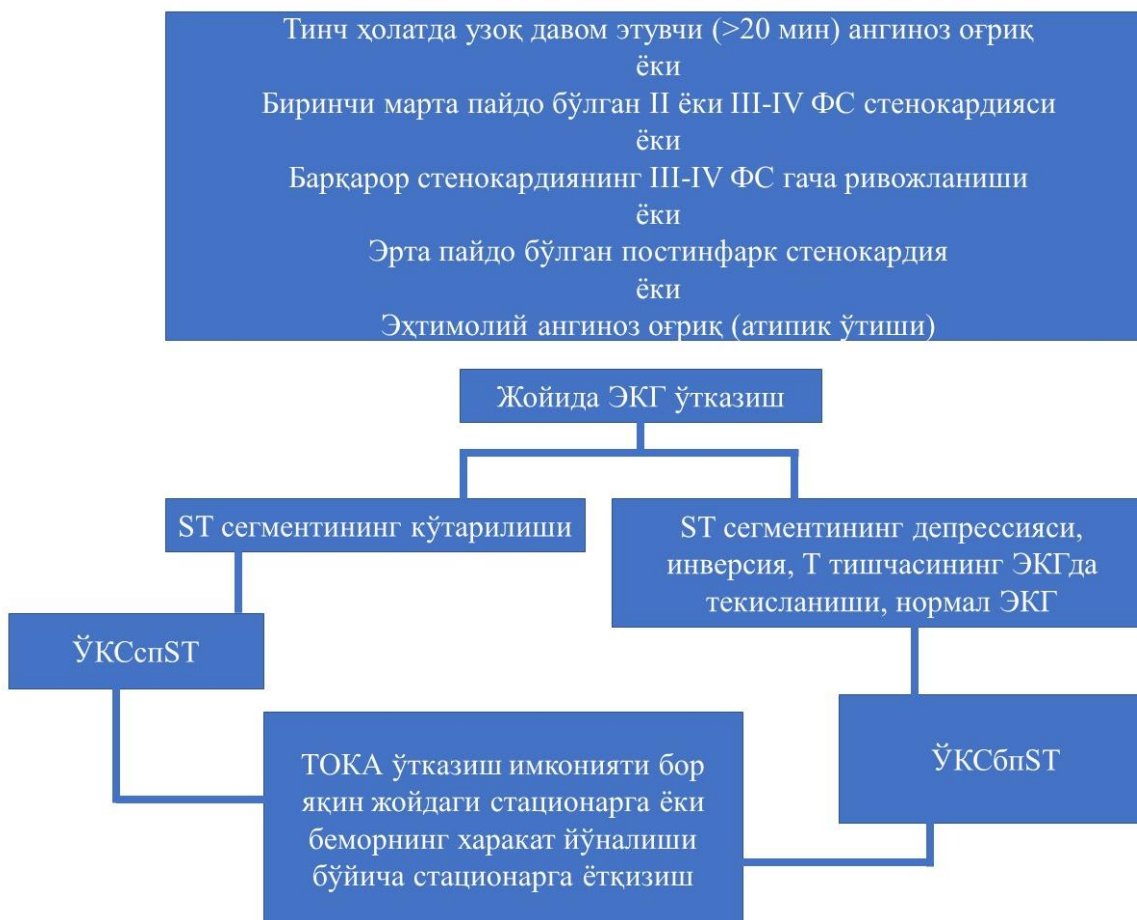 Тинч ҳолатда узоқ давом этувчи (>20 мин) ангиноз оғриқ
ёки
Биринчи марта пайдо бўлган II ёки III-IV ФС стенокардияси
ёки
Барқарор стенокардиянинг III-IV ФС гача ривожланиши
ёки
Эрта пайдо бўлган постинфарк стенокардия
ёки
Эҳтимолий ангиноз оғриқ (атипик ўтиши)
Жойида ЭКГ ўтказиш
ST сегментининг кўтарилиши
ST сегментининг депрессияси,
инверсия, Т тишчасининг ЭКГда
текисланиши, нормал ЭКГ
ЎКСспST
ЎКСбпST
ТОКА ўтказиш имконияти бор
яқин жойдаги стационарга ёки
беморнинг харакат йўналиши
бўйича стационарга ётқизиш